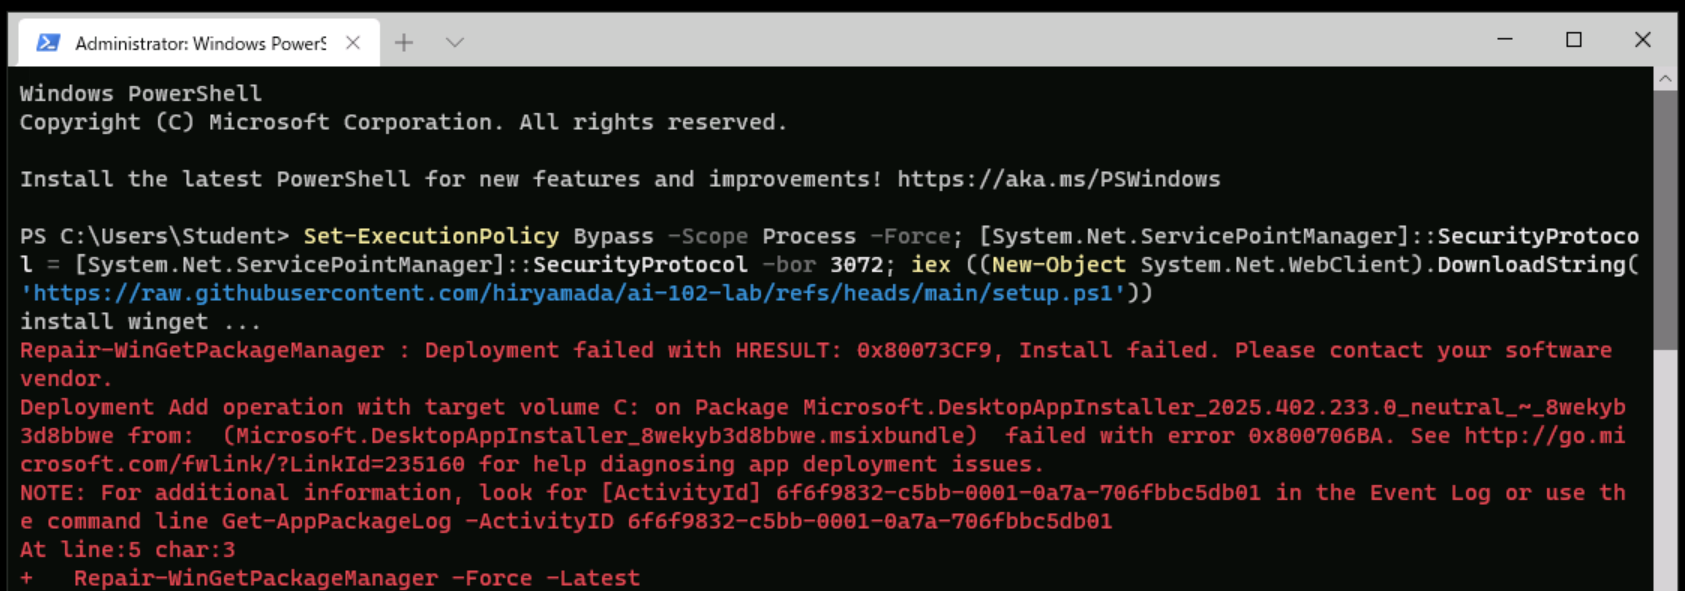 Administrator: Windows PowerS
Windows PowerShell
Copyright (C) Microsoft Corporation. All rights reserved.
Install the latest PowerShell for new features and improvements! https://aka.ms/PSWindows
PS C:\Users\Student> Set-ExecutionPolicy Bypass -Scope Process -Force; [System.Net.ServicePointManager]::SecurityProtoco
l = [System.Net.ServicePointManager]::SecurityProtocol -bor 3072; iex ((New-Object System.Net.WebClient).DownloadString(
'https://raw.githubusercontent.com/hiryamada/ai-102-lab/refs/heads/main/setup.ps1'))
install winget ...
Repair-WinGetPackageManager : Deployment failed with HRESULT: 0x80073CF9, Install failed. Please contact your software
vendor.
Deployment Add operation with target volume C: on Package Microsoft.DesktopAppInstaller_2025.402.233.0_neutral_~_8wekyb
3d8bbwe from:  (Microsoft.DesktopAppInstaller_8wekyb3d8bbwe.msixbundle)  failed with error 0x800706BA. See http://go.mi
crosoft.com/fwlink/?LinkId=235160 for help diagnosing app deployment issues.
NOTE: For additional information, look for [ActivityId] 6f6f9832-c5bb-0001-0a7a-706fbbc5db01 in the Event Log or use th
e command line Get-AppPackageLog -ActivityID 6f6f9832-c5bb-0001-0a7a-706fbbc5db01
At line:5 char:3
+   Repair-WinGetPackageManager -Force -Latest